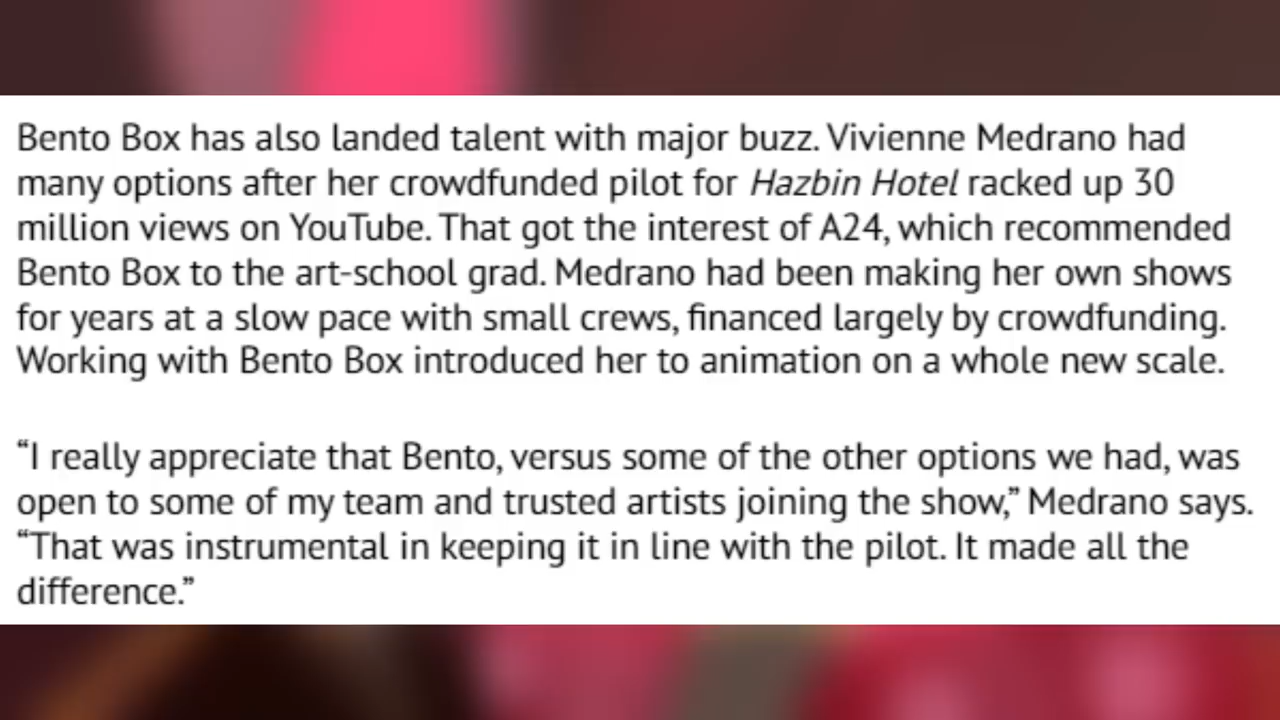 Bento Box has also landed talent with major buzz. Vivienne Medrano had
many options after her crowdfunded pilot for Hazbin Hotel racked up 30
million views on YouTube. That got the interest of A24, which recommended
Bento Box to the art-school grad. Medrano had been making her own shows
for years at a slow pace with small crews, financed largely by crowdfunding.
Working with Bento Box introduced her to animation on a whole new scale.
“I really appreciate that Bento, versus some of the other options we had, was
open to some of my team and trusted artists joining the show,” Medrano says.
“That was instrumental in keeping it in line with the pilot. It made all the
difference.”